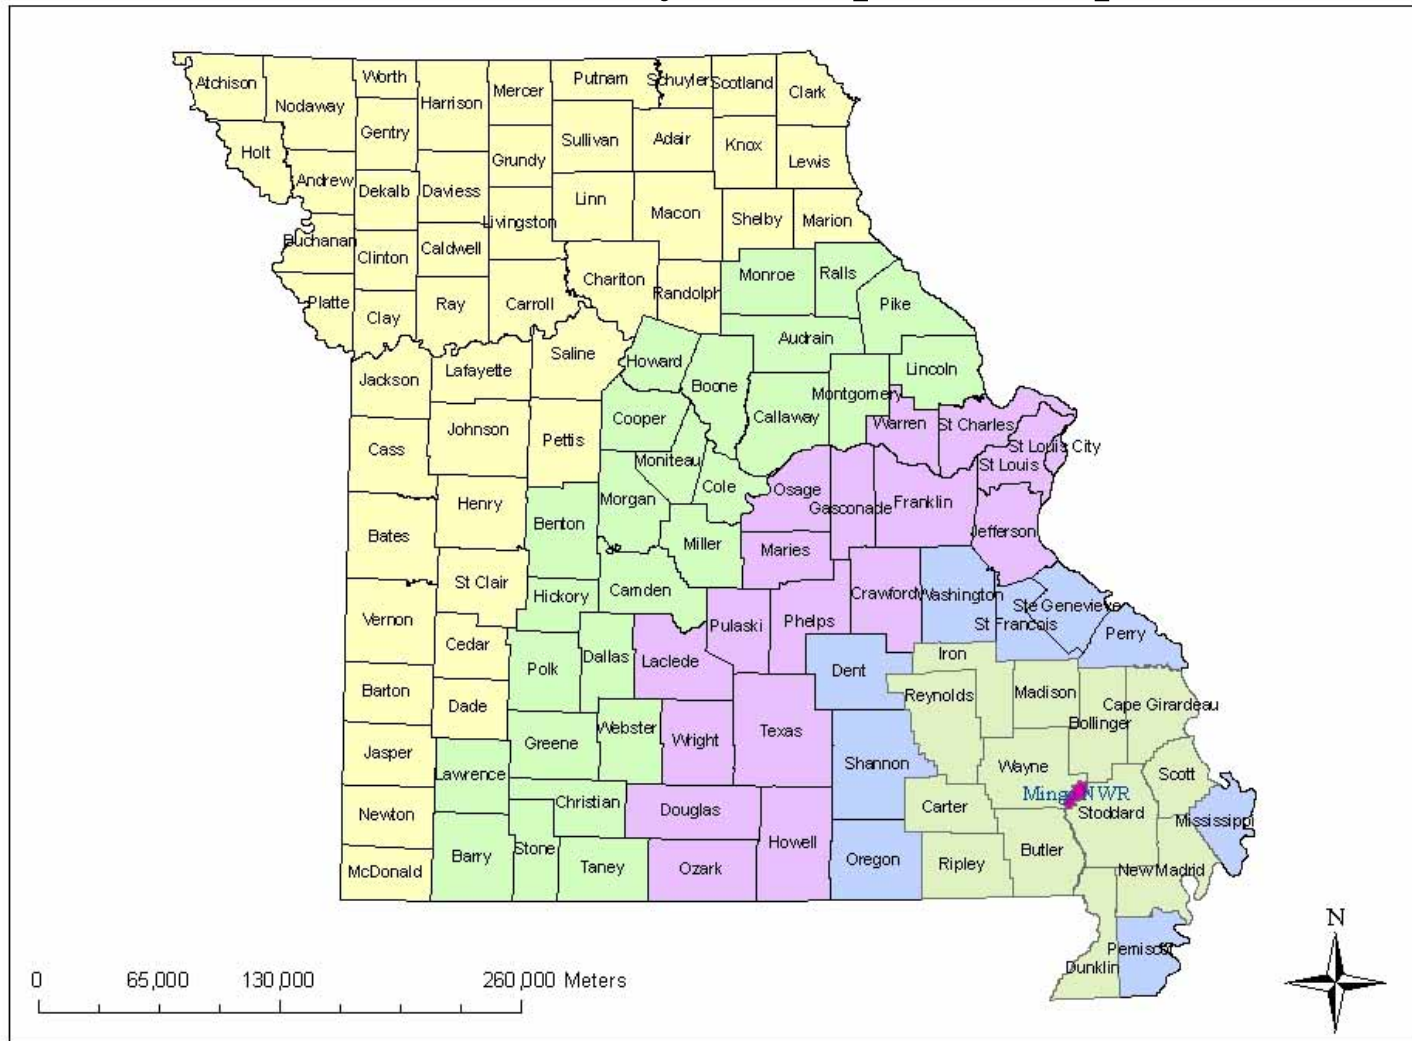 Atchison
Nodaway
Worth
Harrison
Mercer
Putnam
Schuyler
Scotland
Clark
Holt
Gentry
Grundy
Sullivan
Adair
Knox
Lewis
Andrew
Dekalb
Daviess
Livingston
Linn
Macon
Shelby
Marion
Buchanan
Clinton
Caldwell
Chariton
Randolph
Monroe
Ralls
Pike
Platte
Clay
Ray
Carroll
Audrain
Jackson
Lafayette
Saline
Howard
Boone
Callaway
Montgomery
Lincoln
Cass
Johnson
Pettis
Cooper
Moniteau
Warren
St Charles
St Louis City
St Louis
Bates
Henry
Benton
Morgan
Cole
Osage
Gasconade
Franklin
Jefferson
Miller
Maries
Vernon
St Clair
Hickory
Camden
Pulaski
Phelps
Crawford
Washington
St Francois
Ste Genevieve
Perry
Cedar
Polk
Dallas
Laclede
Dent
Iron
Barton
Dade
Reynolds
Madison
Bollinger
Cape Girardeau
Jasper
Lawrence
Greene
Webster
Wright
Texas
Shannon
Wayne
Scott
Mingo NWR
Newton
Christian
Douglas
Carter
Stoddard
Mississippi
McDonald
Barry
Stone
Taney
Ozark
Howell
Oregon
Ripley
Butler
New Madrid
Dunklin
Pemiscot
N
0 65,000 130,000 260,000 Meters